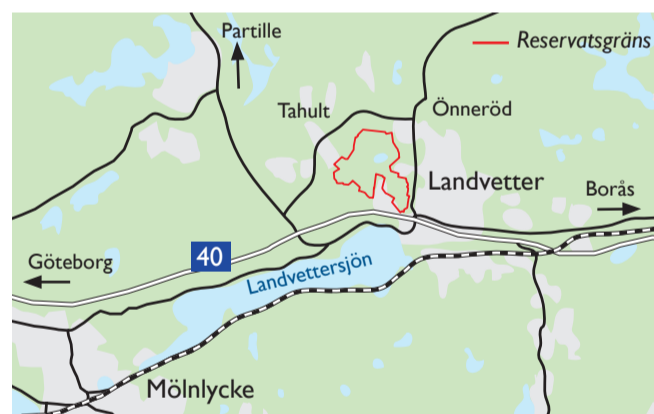 Partille
Reservatsgräns
Tahult
Önneröd
Landvetter
Borås
40
Göteborg
Landvettersjön
Mölnlycke